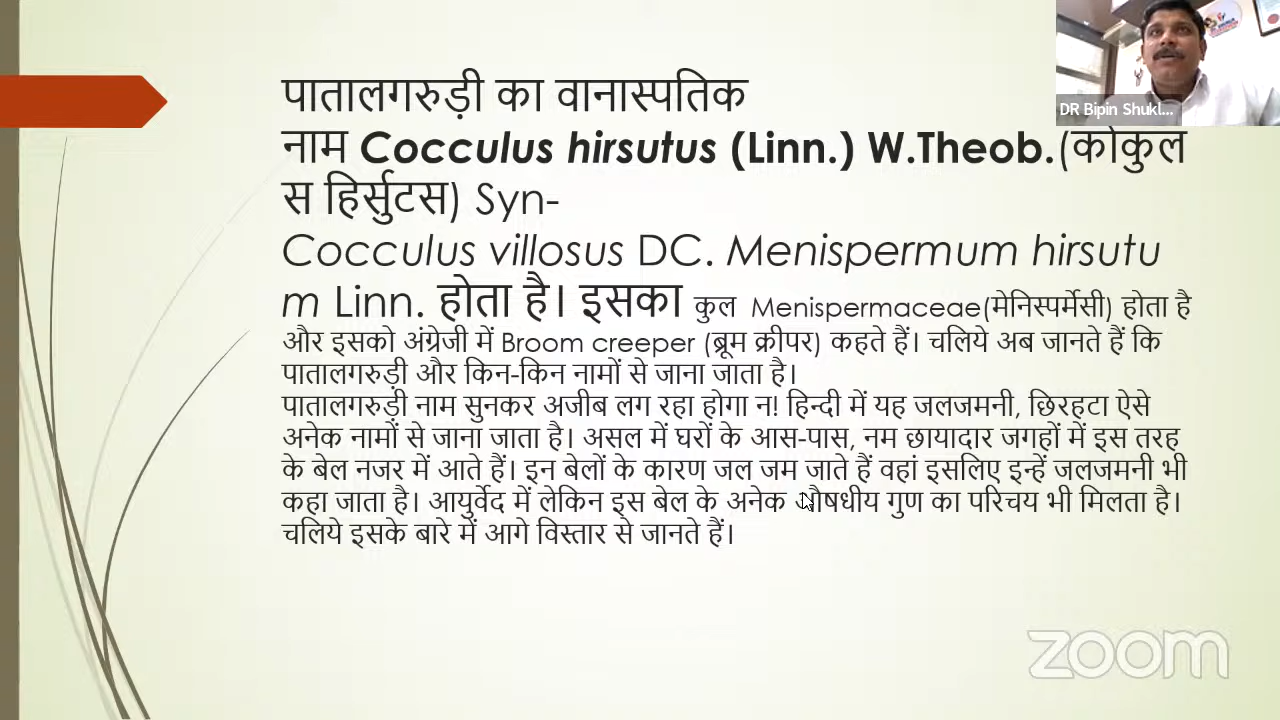 पातालगरुड़ी का वानास्पतिक
नाम Cocculus hirsutus (Linn.) W.Theob.(कोकुल
स हिर्सुटस) Syn-
Cocculus villosus DC. Menispermum hirsutu
m Linn. होता है। इसका कुल Menispermaceae(मेनिस्पर्मेसी) होता है
और इसको अंग्रेजी में Broom creeper (ब्रूम क्रीपर) कहते हैं। चलिये अब जानते हैं कि
पातालगरुड़ी और किन-किन नामों से जाना जाता है।
पातालगरुड़ी नाम सुनकर अजीब लग रहा होगा न! हिन्दी में यह जलजमनी, छिरहटा ऐसे
अनेक नामों से जाना जाता है। असल में घरों के आस-पास, नम छायादार जगहों में इस तरह
के बेल नजर में आते हैं। इन बेलों के कारण जल जम जाते हैं वहां इसलिए इन्हें जलजमनी भी
कहा जाता है। आयुर्वेद में लेकिन इस बेल के अनेक औषधीय गुण का परिचय भी मिलता है।
चलिये इसके बारे में आगे विस्तार से जानते हैं।
DR Bipin Shukl...
zoom